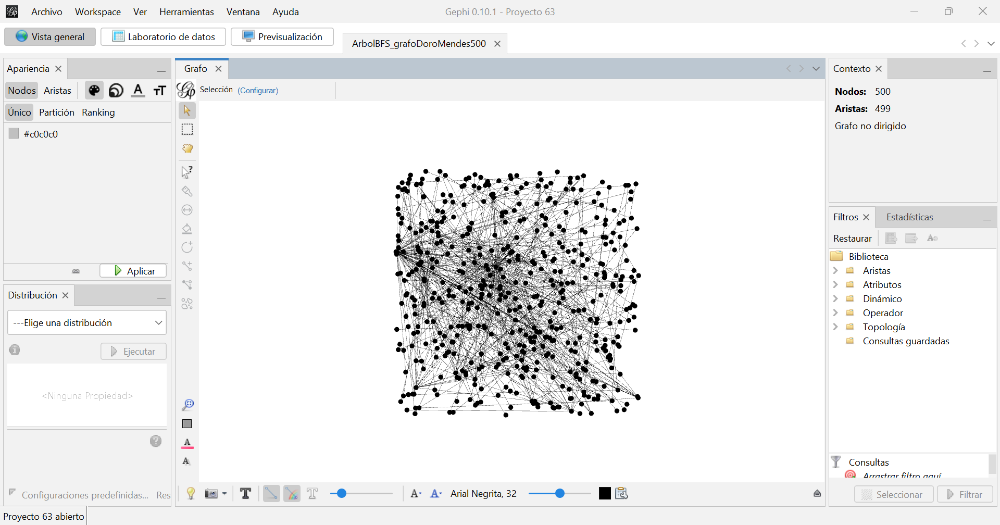 Archivo Workspace Ver Herramientas Ventana Ayuda Gephi 0.10.1 - Proyecto 63
Vista general Laboratorio de datos Previsualización ArbolBFS_grafoDoroMendes500
Apariencia
Nodos Aristas
Único Partición Ranking
#c0c0c0
Aplicar
Distribución
---Elige una distribución
Ejecutar
<Ninguna Propiedad>
Configuraciones predefinidas... Res
Grafo
Selección (Configurar)
Arial Negrita, 32
Contexto
Nodos: 500
Aristas: 499
Grafo no dirigido
Filtros Estadísticas
Restaurar
Biblioteca
Aristas
Atributos
Dinámico
Operador
Topología
Consultas guardadas
Consultas
Arrastrar filtro aquí
Seleccionar Filtrar
Proyecto 63 abierto